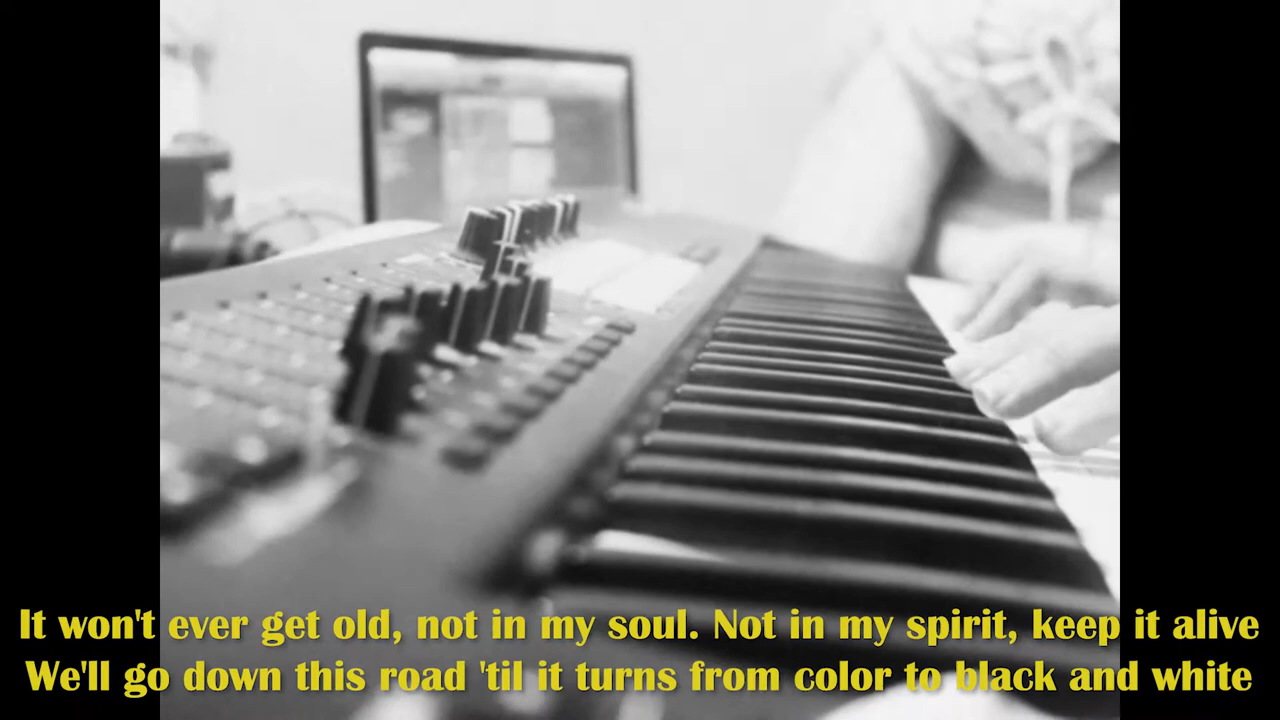 It won't ever get old, not in my soul. Not in my spirit, keep it alive
We'll go down this road 'til it turns from color to black and white